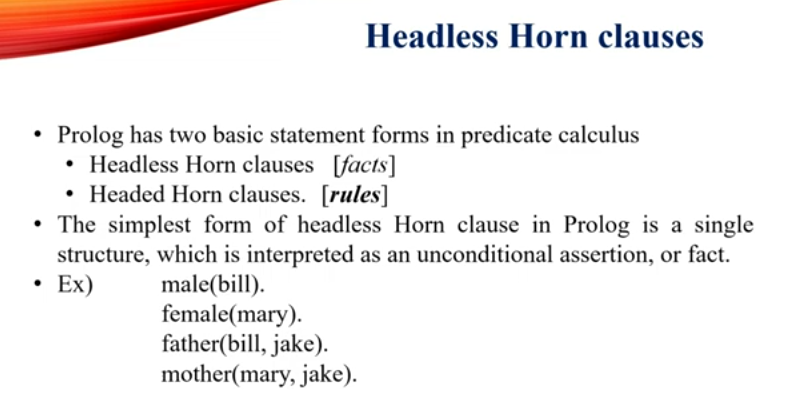 Headless Horn clauses
• Prolog has two basic statement forms in predicate calculus
• Headless Horn clauses [facts]
• Headed Horn clauses. [rules]
• The simplest form of headless Horn clause in Prolog is a single
structure, which is interpreted as an unconditional assertion, or fact.
• Ex) male(bill).
female(mary).
father(bill, jake).
mother(mary, jake).